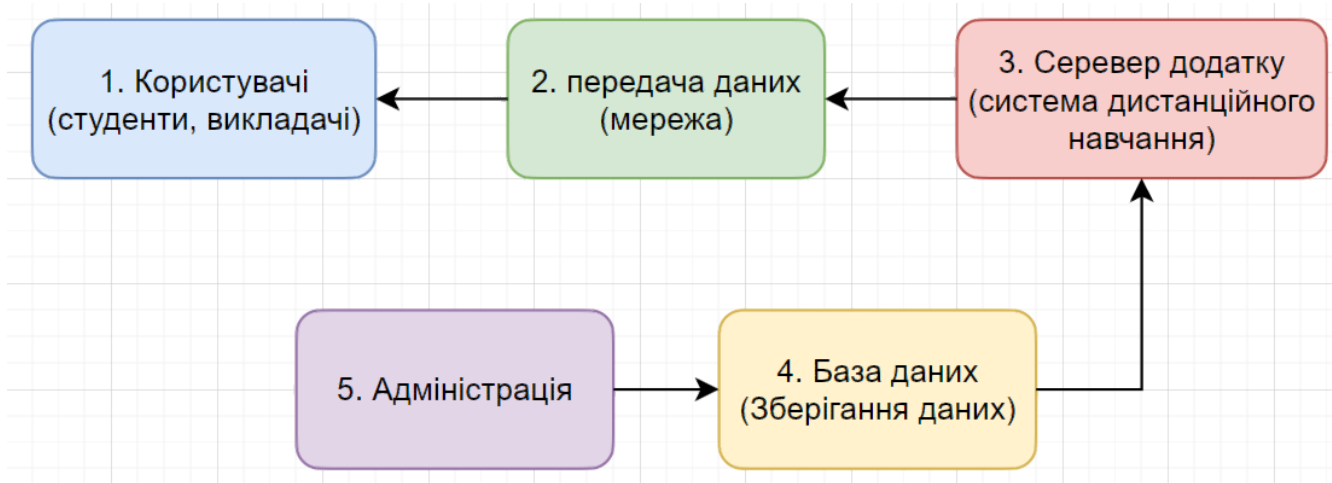 1. Користувачі
(студенти, викладачі)
2. передача даних
(мережа)
3. Серевер додатку
(система дистанційного
навчання)
5. Адміністрація
4. База даних
(Зберігання даних)